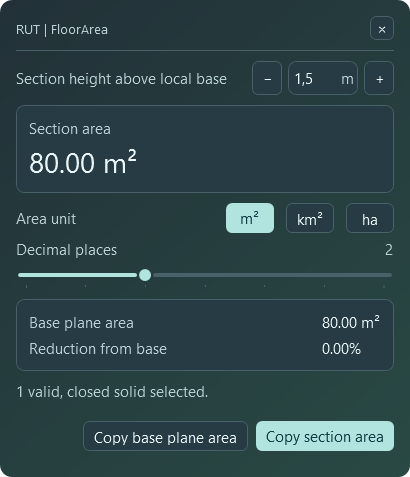 RUT | FloorArea ×
Section height above local base − 1,5 m +
Section area
80.00 m²
Area unit m² km² ha
Decimal places 2
Base plane area 80.00 m²
Reduction from base 0.00%
1 valid, closed solid selected.
Copy base plane area Copy section area